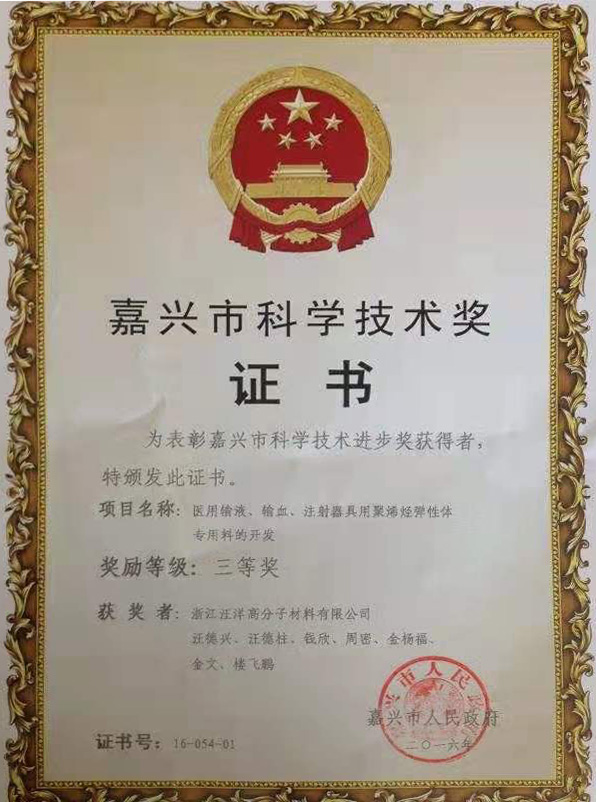 嘉兴市科学技术奖
证书
为表彰嘉兴市科学技术进步奖获得者，
特颁发此证书。
项目名称：医用输液、输血、注射器具用聚烯烃弹性体
专用料的开发
奖励等级：三等奖
获奖者：浙江汪洋高分子材料有限公司
汪德兴、汪德柱、钱欣、周密、金杨福、
金文、楼飞鹏
嘉兴市人民政府
证书号：16-054-01
二〇一六年